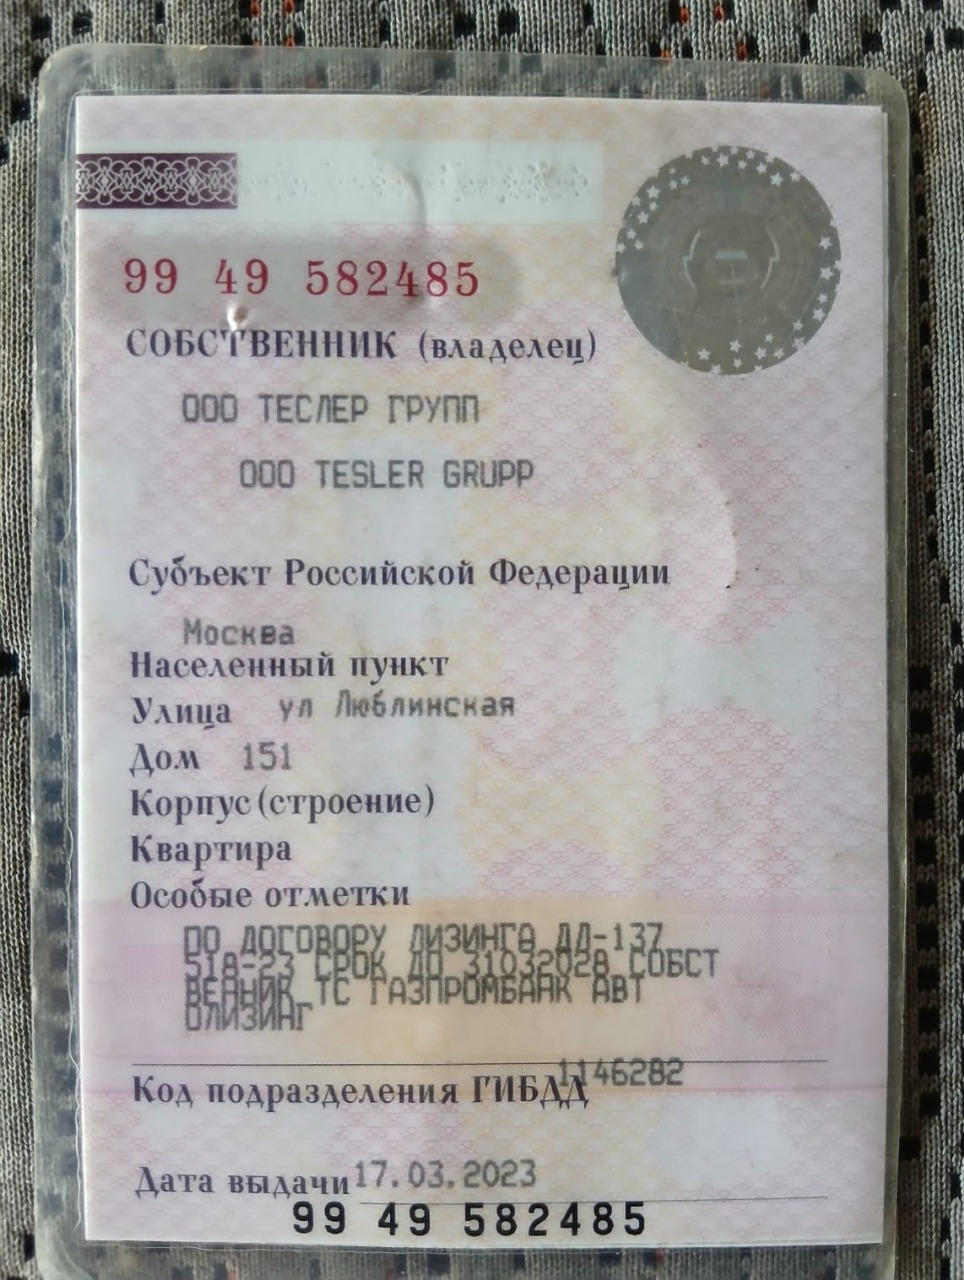 99 49 582485
СОБСТВЕННИК (владелец)
ООО ТЕСЛЕР ГРУПП
ООО TESLER GRUPP
Субъект Российской Федерации
Москва
Населенный пункт
Улица ул Люблинская
Дом 151
Корпус (строение)
Квартира
Особые отметки
ПО ДОГОВОРУ ЛИЗИНГА ДЛ-137
518-23 СРОК ДО 31032028 СОБСТ
ВЕННИК ТС ГАЗПРОМБАНК АВТ
ОЛИЗИНГ
Код подразделения ГИБДД 1146282
Дата выдачи 17.03.2023
99 49 582485